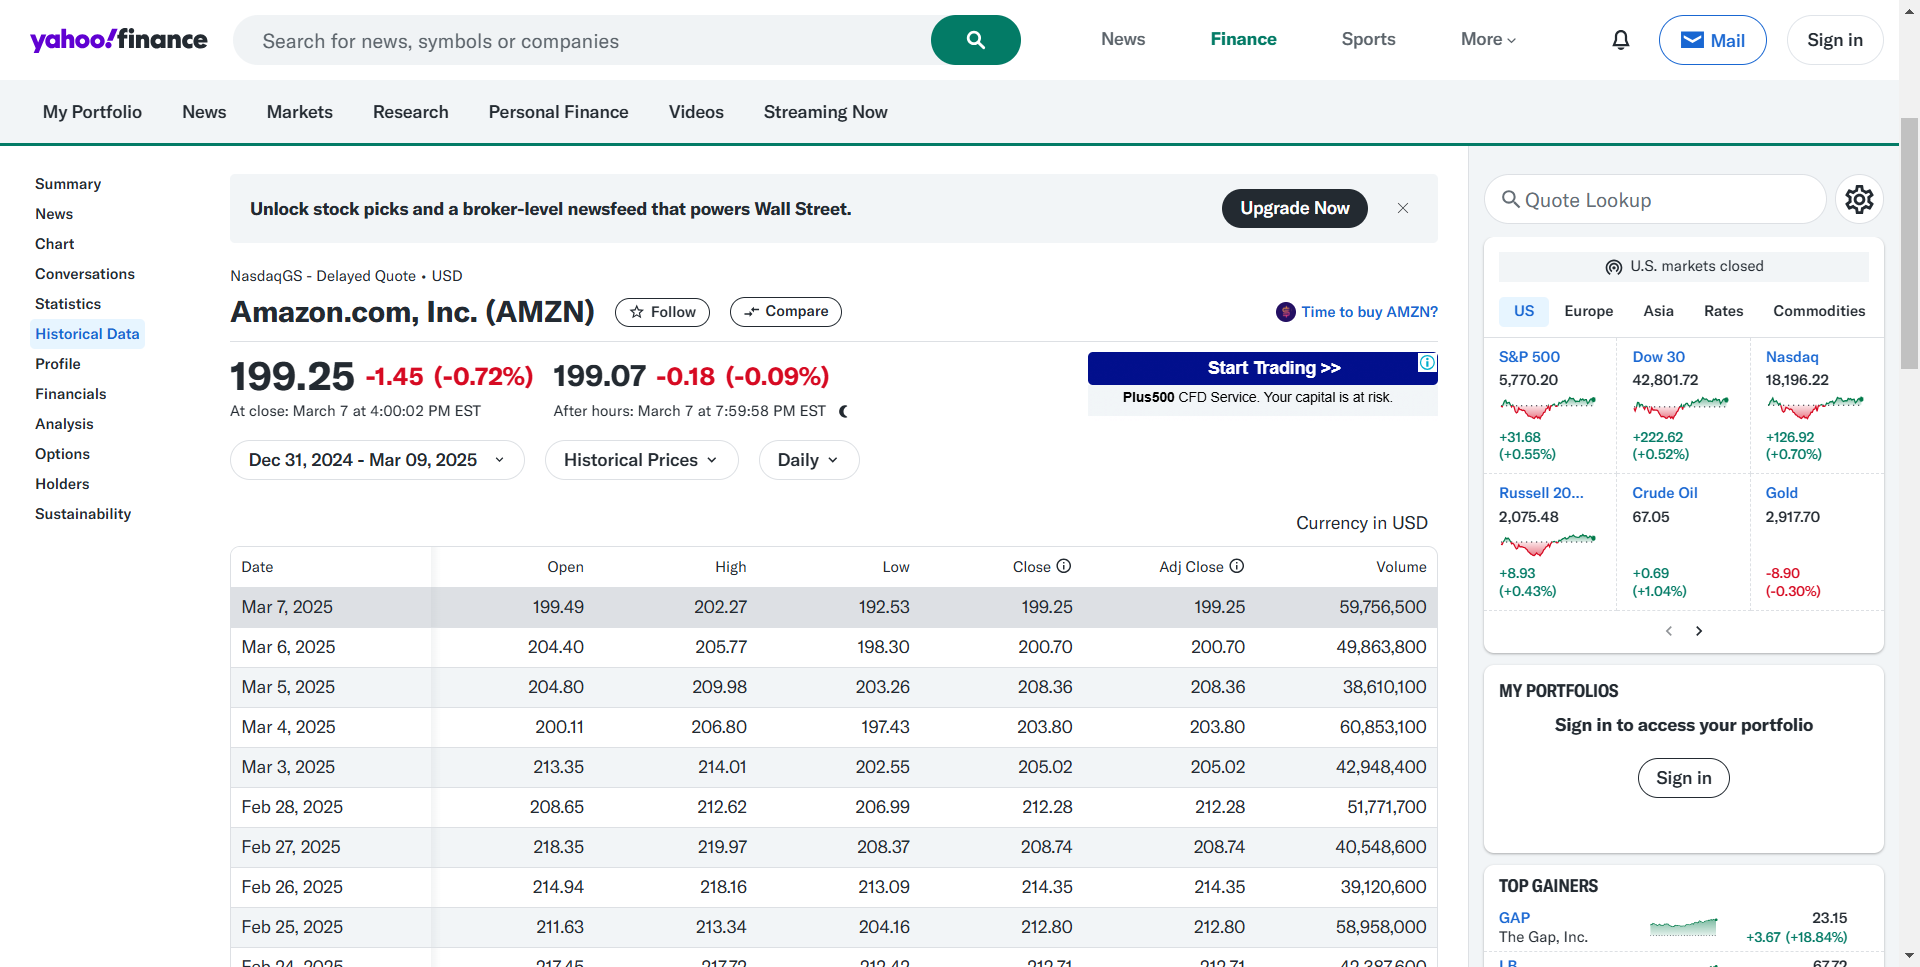 yahoo!finance
Search for news, symbols or companies
News
Finance
Sports
More
Mail
Sign in
My Portfolio
News
Markets
Research
Personal Finance
Videos
Streaming Now
Summary
News
Chart
Conversations
Statistics
Historical Data
Profile
Financials
Analysis
Options
Holders
Sustainability
Unlock stock picks and a broker-level newsfeed that powers Wall Street.
Upgrade Now
NasdaqGS - Delayed Quote • USD
Amazon.com, Inc. (AMZN)
Follow
Compare
Time to buy AMZN?
199.25 -1.45 (-0.72%)
At close: March 7 at 4:00:02 PM EST
199.07 -0.18 (-0.09%)
After hours: March 7 at 7:59:58 PM EST
Start Trading >>
Plus500 CFD Service. Your capital is at risk.
Dec 31, 2024 - Mar 09, 2025
Historical Prices
Daily
Currency in USD
Date Open High Low Close Adj Close Volume
Mar 7, 2025 199.49 202.27 192.53 199.25 199.25 59,756,500
Mar 6, 2025 204.40 205.77 198.30 200.70 200.70 49,863,800
Mar 5, 2025 204.80 209.98 203.26 208.36 208.36 38,610,100
Mar 4, 2025 200.11 206.80 197.43 203.80 203.80 60,853,100
Mar 3, 2025 213.35 214.01 202.55 205.02 205.02 42,948,400
Feb 28, 2025 208.65 212.62 206.99 212.28 212.28 51,771,700
Feb 27, 2025 218.35 219.97 208.37 208.74 208.74 40,548,600
Feb 26, 2025 214.94 218.16 213.09 214.35 214.35 39,120,600
Feb 25, 2025 211.63 213.34 204.16 212.80 212.80 58,958,000
Feb 24, 2025 217.45 217.72 212.42 212.71 212.71 42,387,600
Quote Lookup
U.S. markets closed
US
Europe
Asia
Rates
Commodities
S&P 500
5,770.20
+31.68
(+0.55%)
Dow 30
42,801.72
+222.62
(+0.52%)
Nasdaq
18,196.22
+126.92
(+0.70%)
Russell 20...
2,075.48
+8.93
(+0.43%)
Crude Oil
67.05
+0.69
(+1.04%)
Gold
2,917.70
-8.90
(-0.30%)
MY PORTFOLIOS
Sign in to access your portfolio
Sign in
TOP GAINERS
GAP 23.15
The Gap, Inc. +3.67 (+18.84%)
LB 67.72